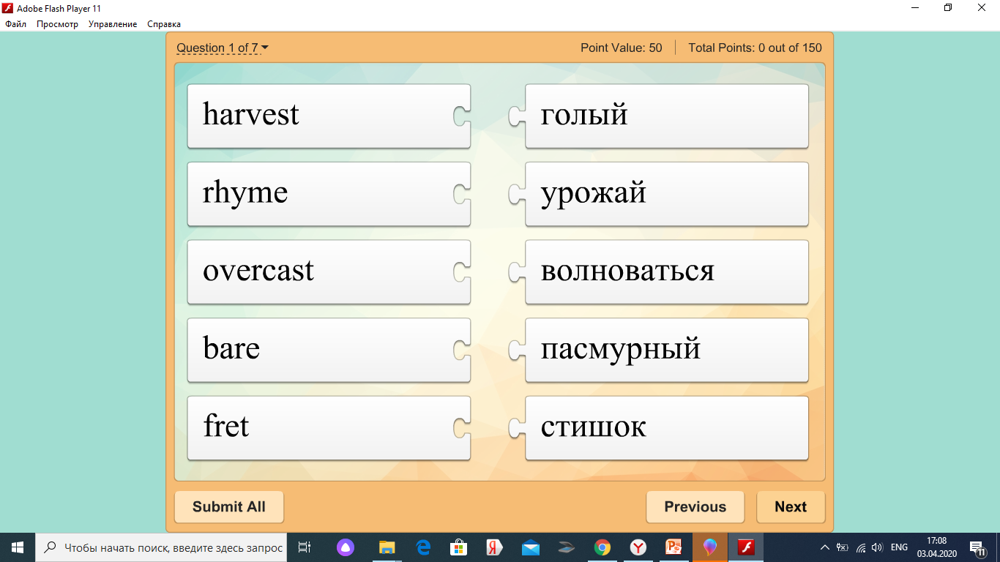 Adobe Flash Player 11
Файл Просмотр Управление Справка
Question 1 of 7
Point Value: 50
Total Points: 0 out of 150
harvest
голый
rhyme
урожай
overcast
волноваться
bare
пасмурный
fret
стишок
Submit All
Previous
Next
Чтобы начать поиск, введите здесь запрос
ENG
17:08
03.04.2020
11